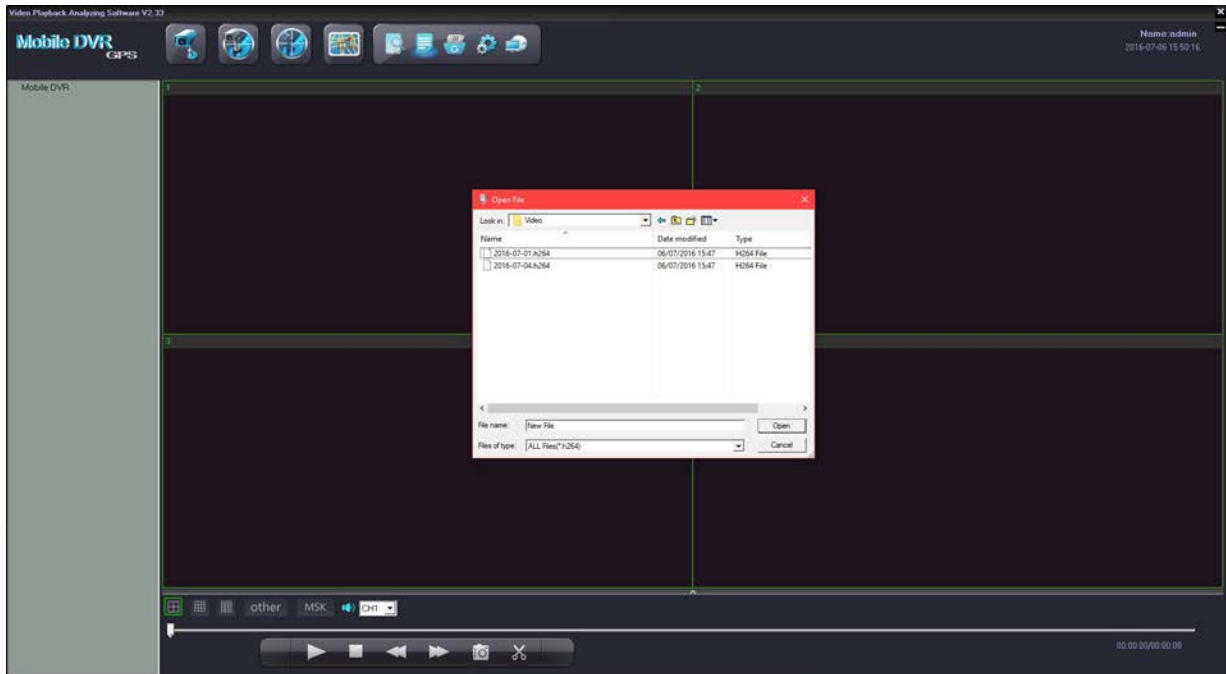 Video Playback Analyzing Software V2.33
Mobile DVR
GPS
Name:admin
2016-07-06 15:50:16
Mobile DVR
1
2
Open File
Look in: Video
Name Date modified Type
2016-07-01.h264 06/07/2016 15:47 H264 File
2016-07-04.h264 06/07/2016 15:47 H264 File
3
File name: New File Open
Files of type: ALL Files(*.h264) Cancel
other MSK CH1
00:00:00/00:00:00